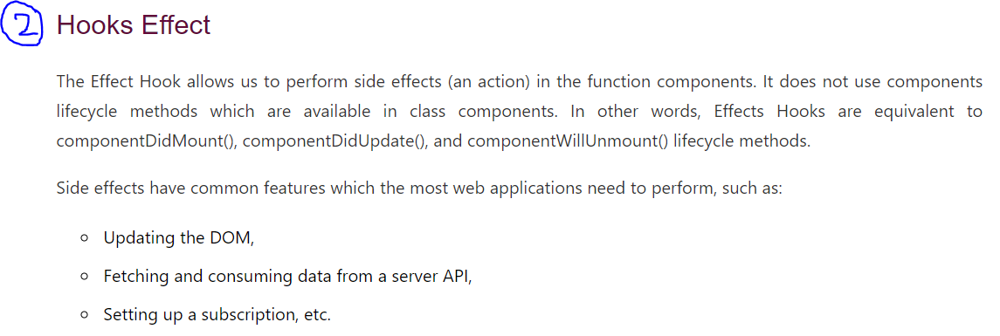 2 Hooks Effect
The Effect Hook allows us to perform side effects (an action) in the function components. It does not use components
lifecycle methods which are available in class components. In other words, Effects Hooks are equivalent to
componentDidMount(), componentDidUpdate(), and componentWillUnmount() lifecycle methods.
Side effects have common features which the most web applications need to perform, such as:
Updating the DOM,
Fetching and consuming data from a server API,
Setting up a subscription, etc.